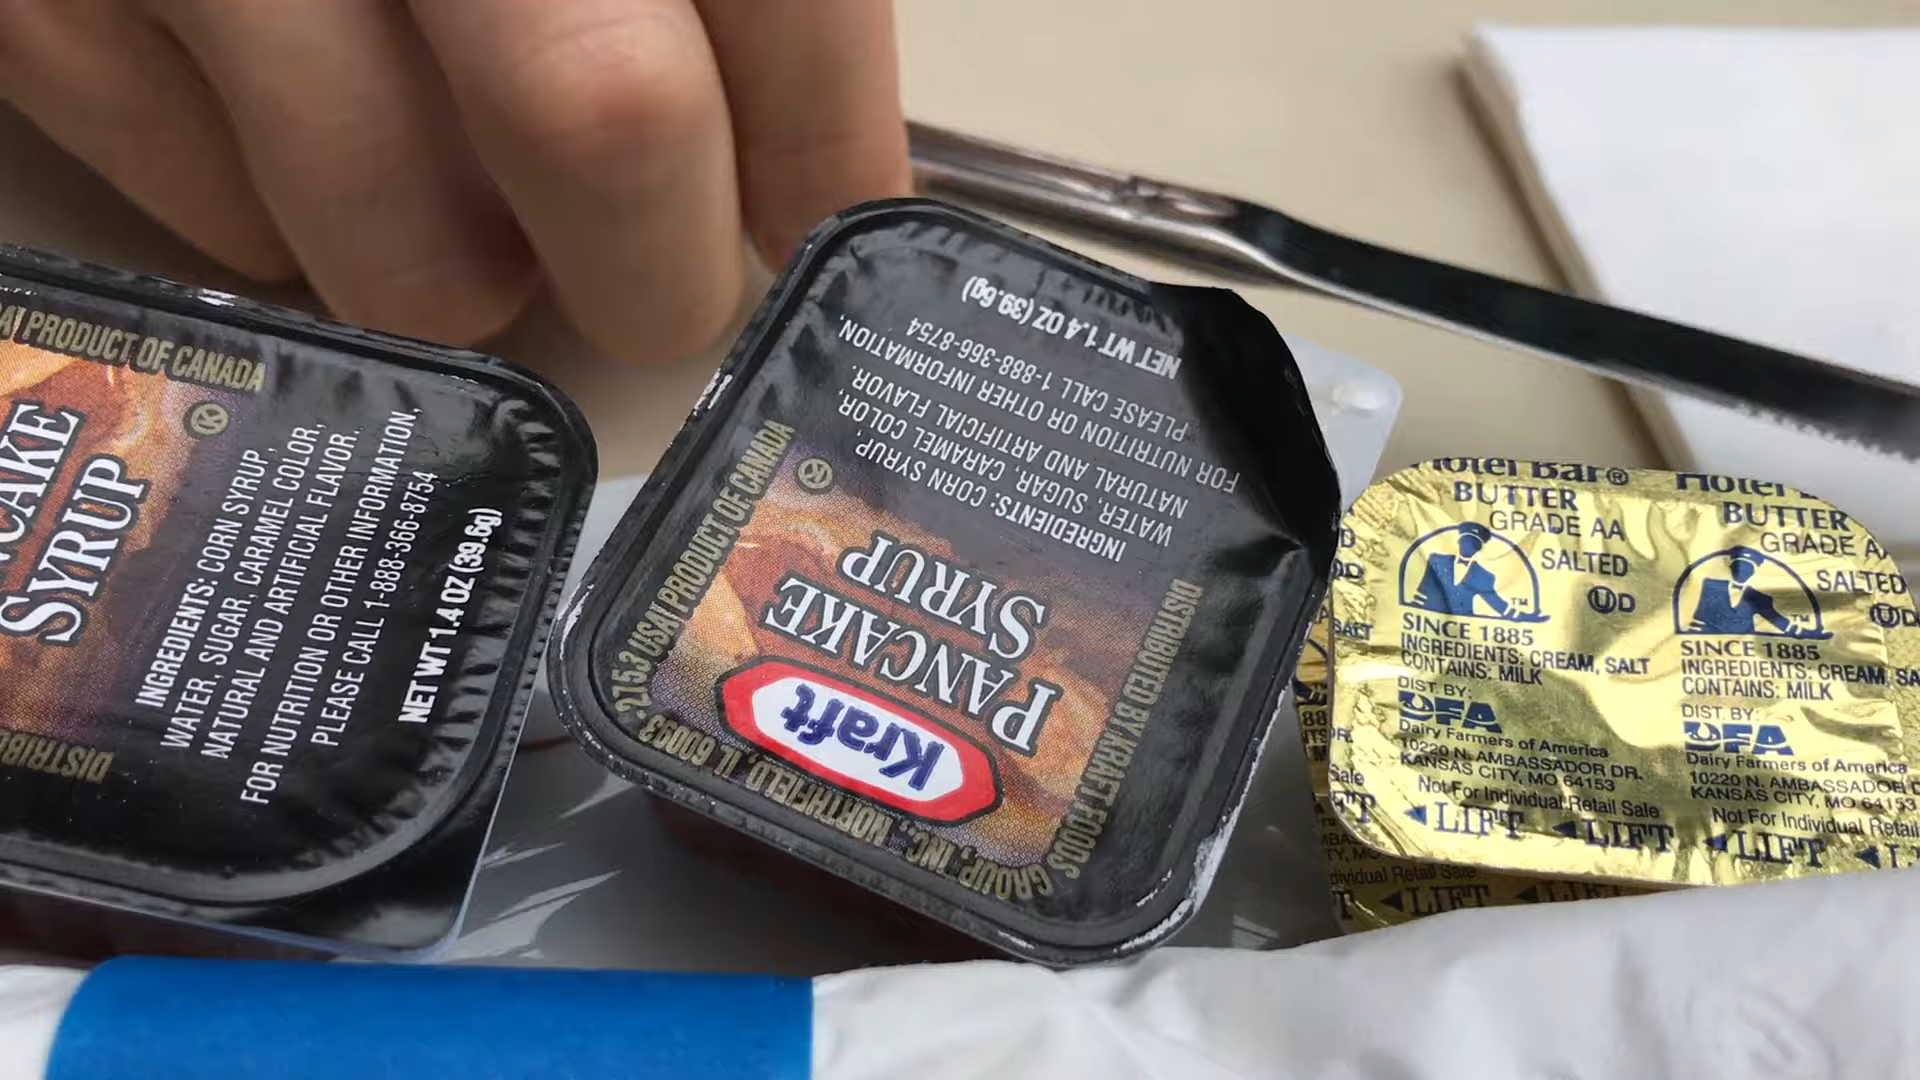 PRODUCT OF CANADA
SYRUP
INGREDIENTS: CORN SYRUP,
WATER, SUGAR, CARAMEL COLOR,
NATURAL AND ARTIFICIAL FLAVOR.
FOR NUTRITION OR OTHER INFORMATION,
PLEASE CALL 1-888-366-8754
NET WT 1.4 OZ (39.6g)
Kraft
PANCAKE
SYRUP
INGREDIENTS: CORN SYRUP,
WATER, SUGAR, CARAMEL COLOR,
NATURAL AND ARTIFICIAL FLAVOR.
FOR NUTRITION OR OTHER INFORMATION,
PLEASE CALL 1-888-366-8754
NET WT 1.4 OZ (39.6g)
DISTRIBUTED BY KRAFT FOODS
GROUP, INC., NORTHFIELD, IL 60093-2753 USA/ PRODUCT OF CANADA
Hotel Bar®
BUTTER
GRADE AA
SALTED
UD
™
SINCE 1885
INGREDIENTS: CREAM, SALT
CONTAINS: MILK
DIST. BY:
DFA
Dairy Farmers of America
10220 N. AMBASSADOR DR.
KANSAS CITY, MO 64153
Not For Individual Retail Sale
◄LIFT ◄LIFT
BUTTER
GRADE
SALTED
UD
™
SINCE 1885
INGREDIENTS: CREAM,
CONTAINS: MILK
DIST. BY:
DFA
Dairy Farmers of America
10220 N. AMBASSADOR
KANSAS CITY, MO 64153
Not For Individual Retail
◄LIFT
Retail Sale
◄LIFT